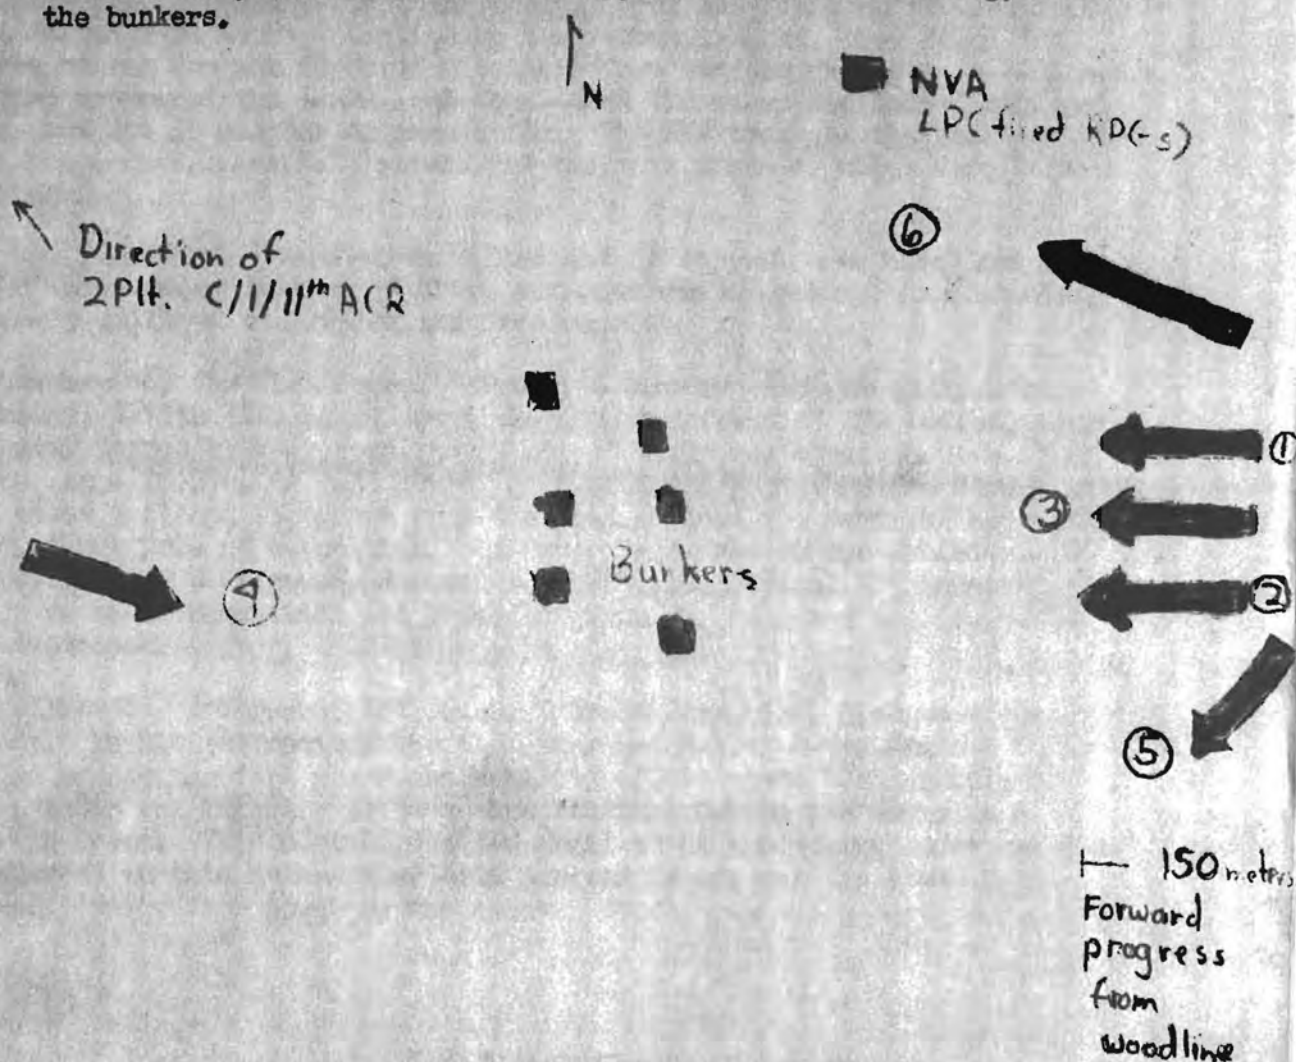 the bunkers.
N
NVA
LP (fired RPG-s)
Direction of
2Plt. C/1/11th ACR
6
1
3
Bunkers
2
4
5
150 meters
Forward
progress
from
woodline